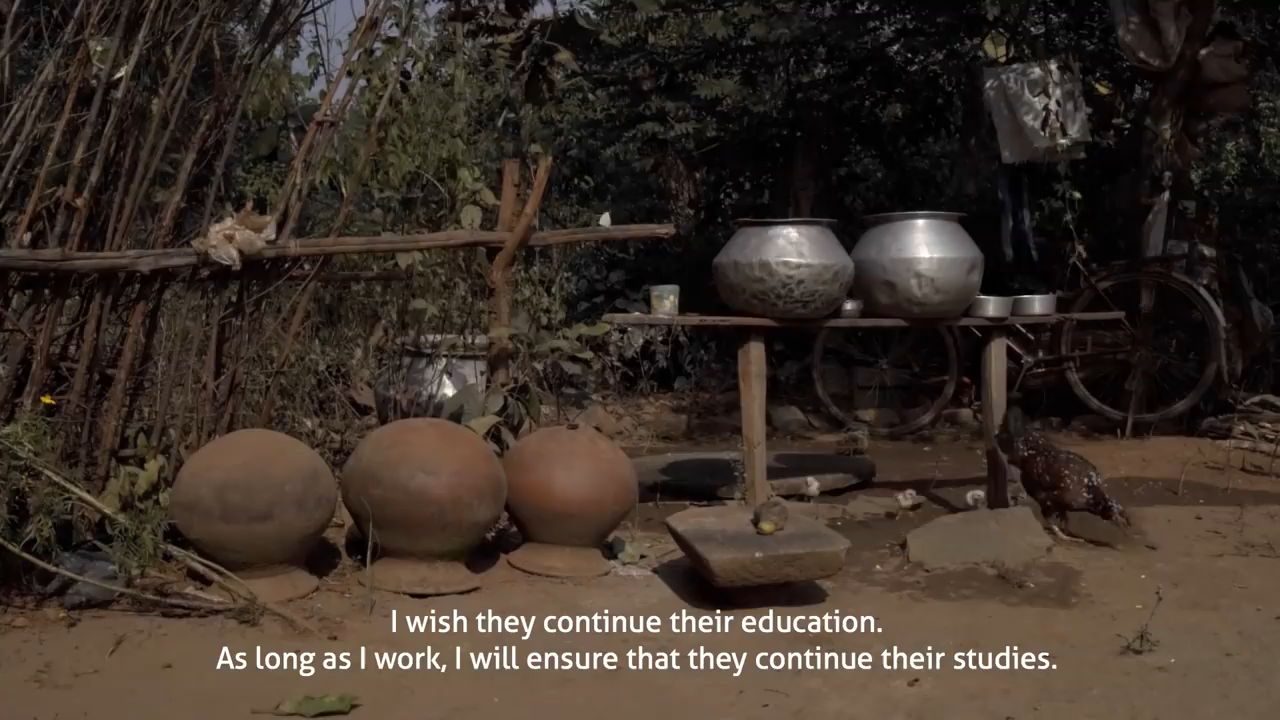 I wish they continue their education.
As long as I work, I will ensure that they continue their studies.